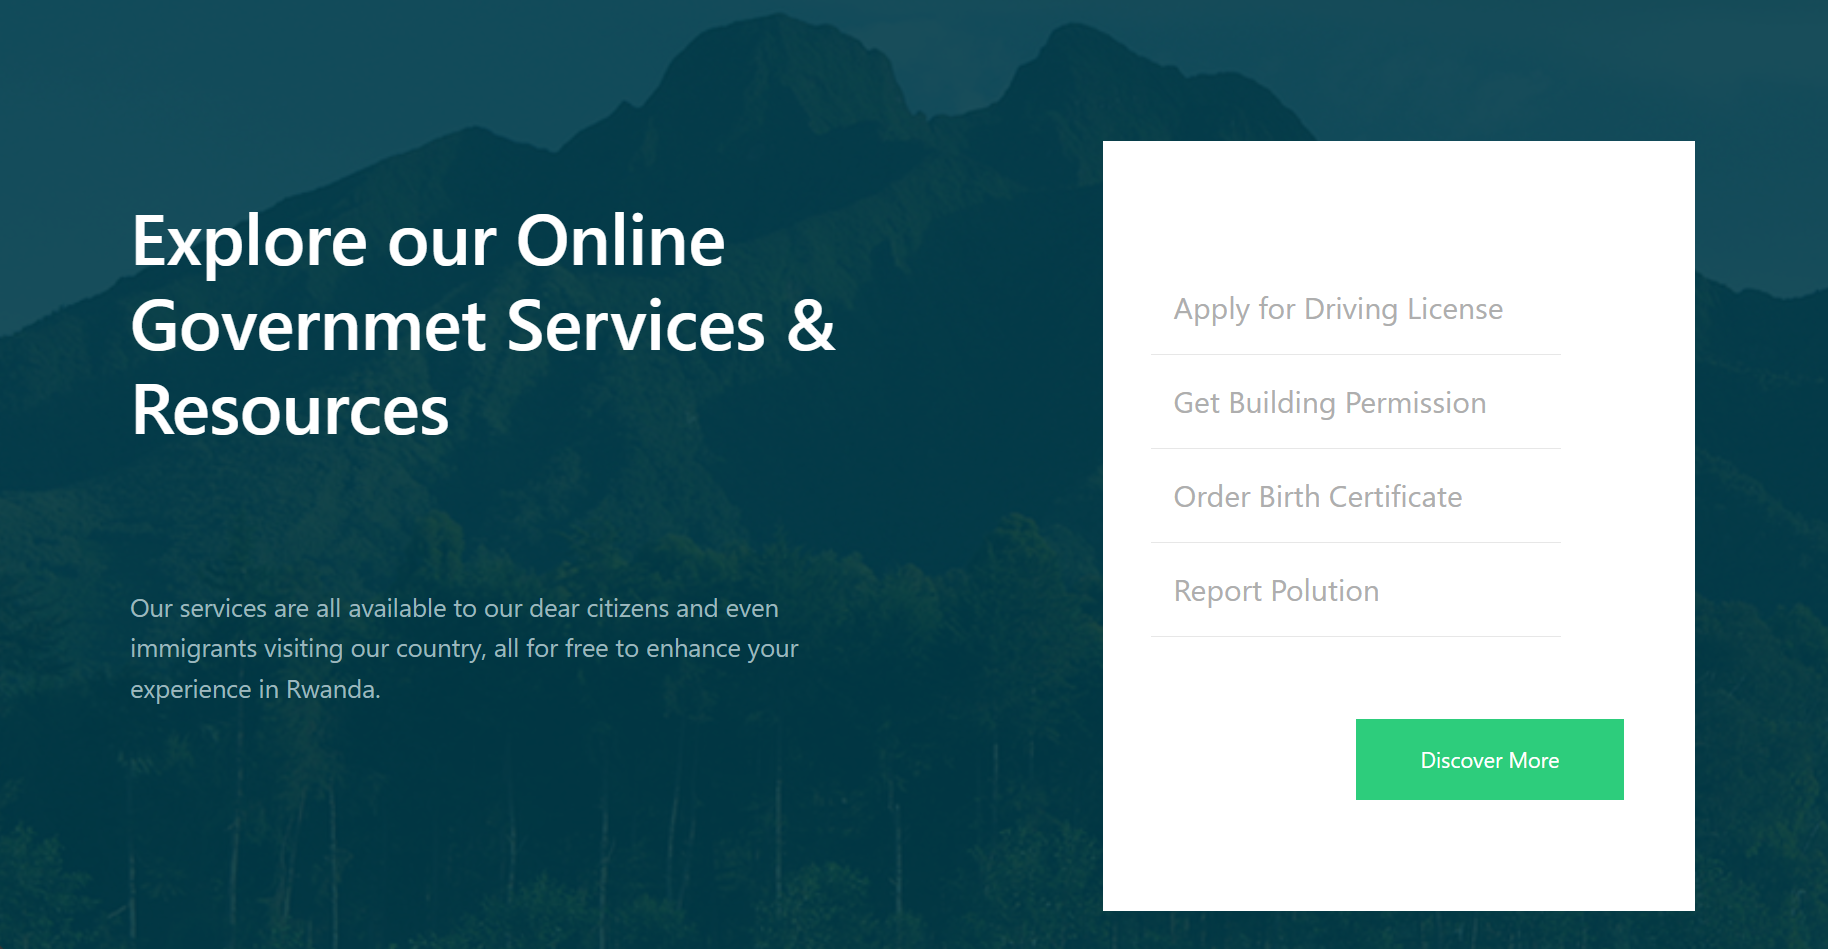 Explore our Online
Governmet Services &
Resources
Our services are all available to our dear citizens and even
immigrants visiting our country, all for free to enhance your
experience in Rwanda.
Apply for Driving License
Get Building Permission
Order Birth Certificate
Report Polution
Discover More